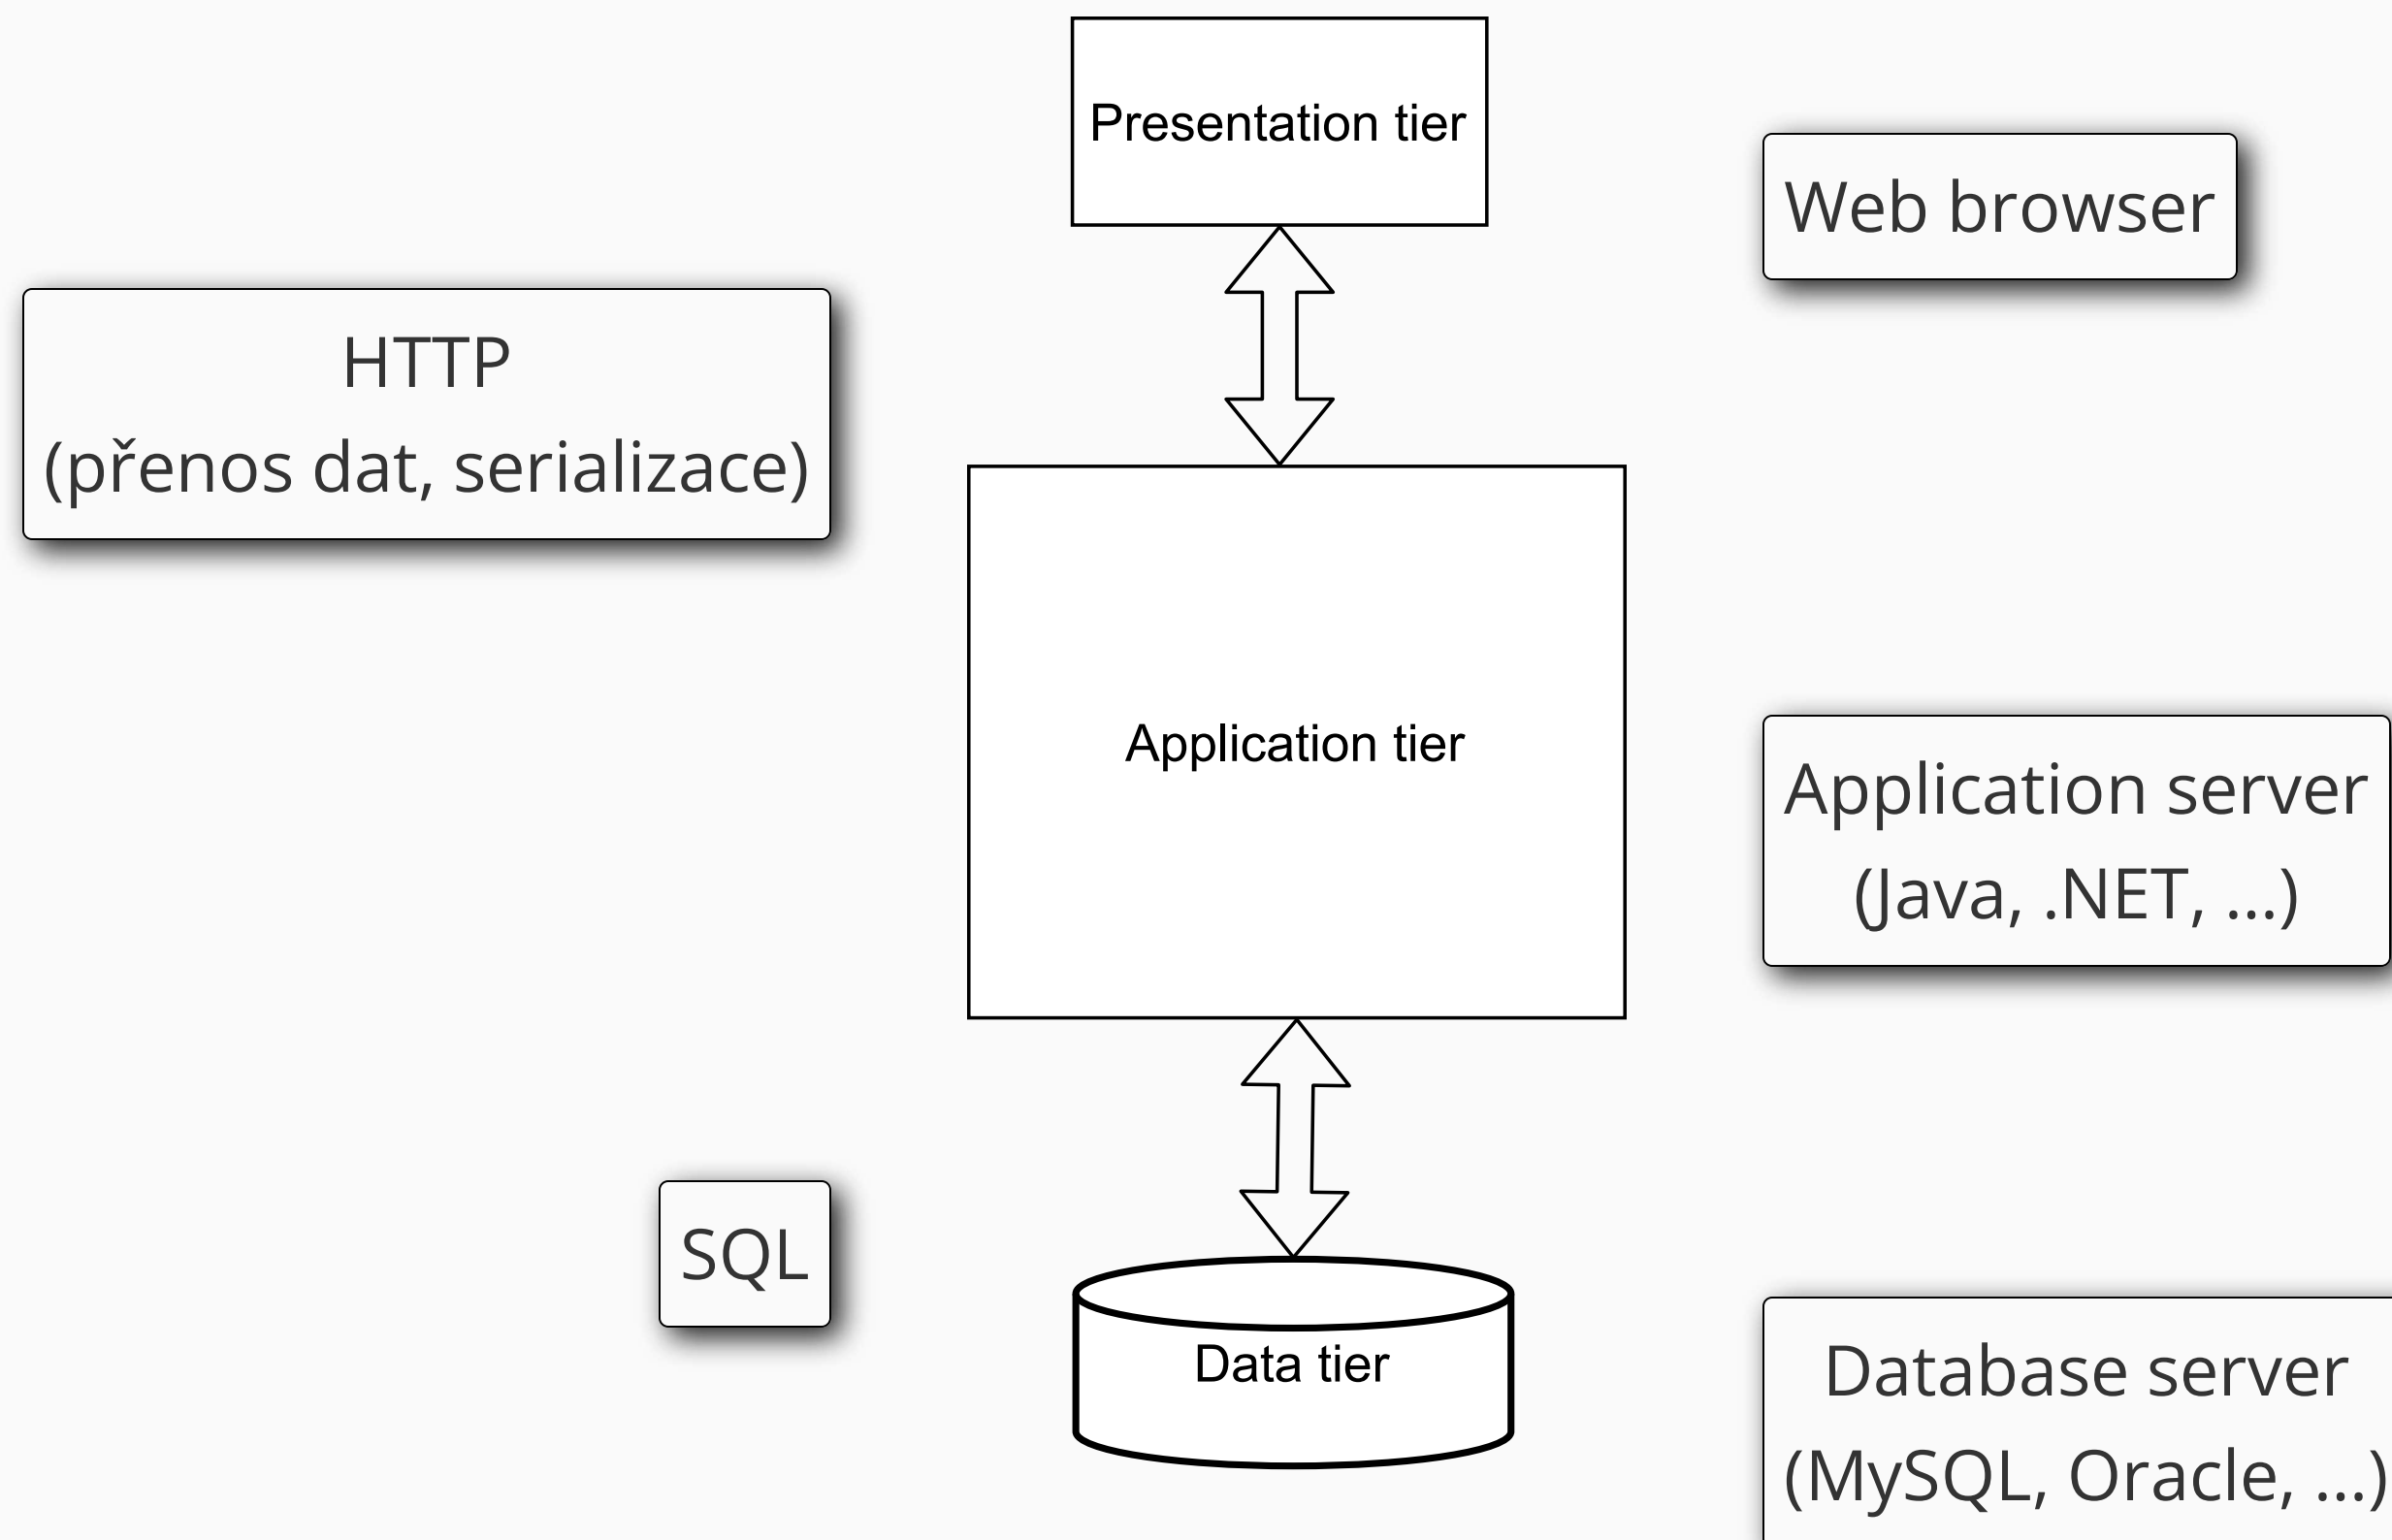 Presentation tier
Web browser
HTTP
(přenos dat, serializace)
Application tier
Application server
(Java, .NET, ...)
SQL
Data tier
Database server
(MySQL, Oracle, ...)